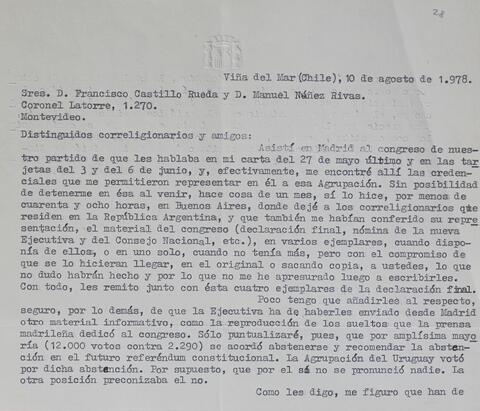 28
Viña del Mar (Chile), 10 de agosto de 1.978.
Sres. D. Francisco Castillo Rueda y D. Manuel Núñez Rivas.
Coronel Latorre, 1.270.
Montevideo.
Distinguidos correligionarios y amigos:
Asistí en Madrid al congreso de nues-
tro partido de que les hablaba en mi carta del 27 de mayo último y en las tar
jetas del 3 y del 6 de junio, y, efectivamente, me encontré allí las creden-
ciales que me permitieron representar en él a esa Agrupación. Sin posibilidad
de detenerme en ésa al venir, hace cosa de un mes, sí lo hice, por menos de
cuarenta y ocho horas, en Buenos Aires, donde dejé a los correligionarios que
residen en la República Argentina, y que también me habían conferido su repre
sentación, el material del congreso (declaración final, nómina de la nueva
Ejecutiva y del Consejo Nacional, etc.), en varios ejemplares, cuando dispo-
nía de ellos, o en uno solo, cuando no tenía más, pero con el compromiso de
que se lo hicieran llegar, en el original o sacando copia, a ustedes, lo que
no dudo habrán hecho y por lo que no me he apresurado luego a escribirles.
Con todo, les remito junto con ésta cuatro ejemplares de la declaración final.
Poco tengo que añadirles al respecto,
seguro, por lo demás, de que la Ejecutiva ha de haberles enviado desde Madrid
otro material informativo, como la reproducción de los sueltos que la prensa
madrileña dedicó al congreso. Sólo puntualizaré, pues, que por amplísima mayo
ría (12.000 votos contra 2.290) se acordó abstenerse y recomendar la absten-
ción en el futuro referéndum constitucional. La Agrupación del Uruguay votó
por dicha abstención. Por supuesto, que por el sí no se pronunció nadie. La
otra posición preconizaba el no.
Como les digo, me figuro que han de